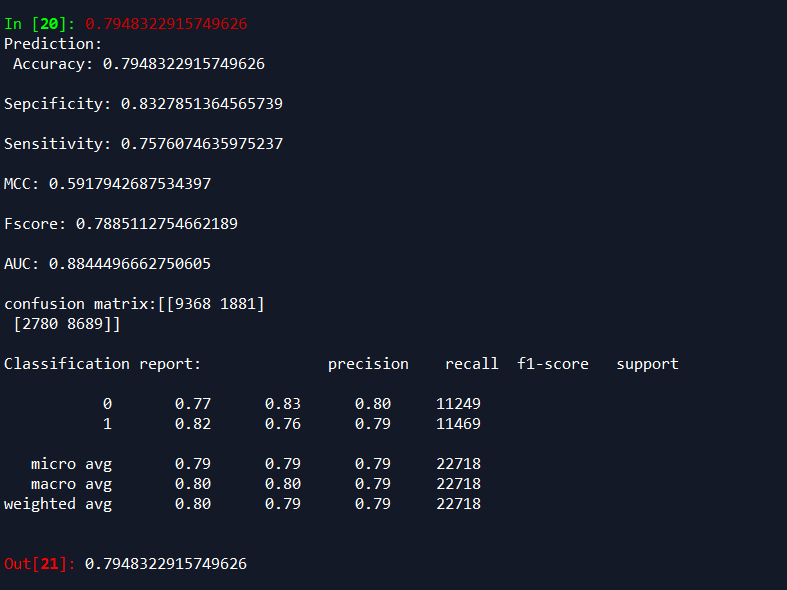 In [20]: 0.7948322915749626
Prediction:
Accuracy: 0.7948322915749626
Sepcificity: 0.8327851364565739
Sensitivity: 0.7576074635975237
MCC: 0.5917942687534397
Fscore: 0.7885112754662189
AUC: 0.8844496662750605
confusion matrix:[[9368 1881]
[2780 8689]]
Classification report: precision recall f1-score support
0 0.77 0.83 0.80 11249
1 0.82 0.76 0.79 11469
micro avg 0.79 0.79 0.79 22718
macro avg 0.80 0.80 0.79 22718
weighted avg 0.80 0.79 0.79 22718
Out[21]: 0.7948322915749626